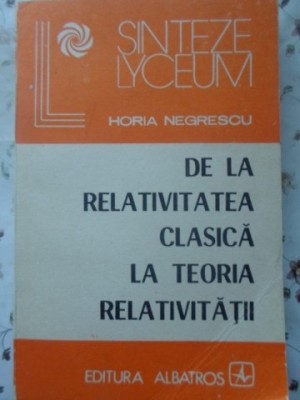 SINTEZE
LYCEUM
HORIA NEGRESCU
DE LA
RELATIVITATEA
CLASICĂ
LA TEORIA
RELATIVITĂȚII
EDITURA ALBATROS